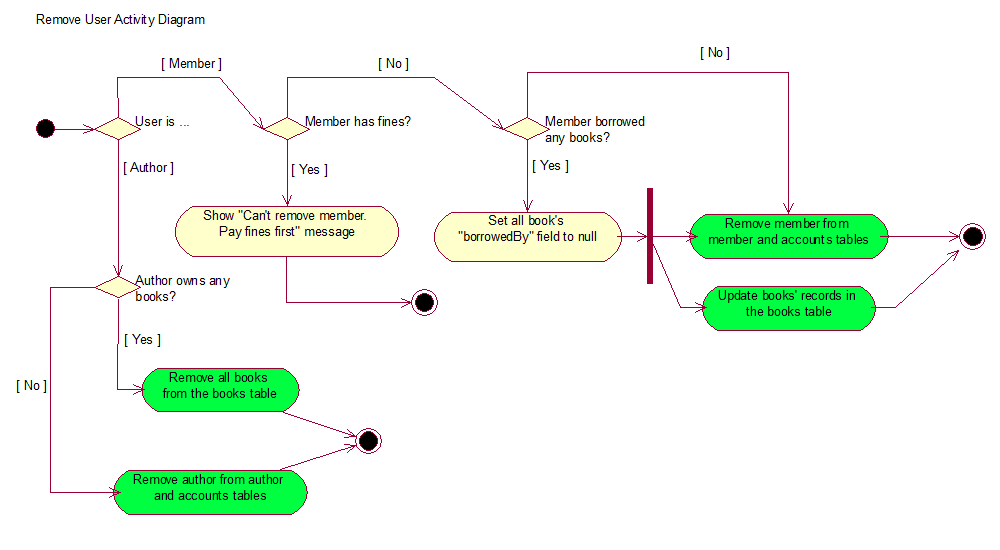 Remove User Activity Diagram
[ Member ]
[ No ]
[ No ]
User is ...
Member has fines?
Member borrowed
any books?
[ Author ]
[ Yes ]
[ Yes ]
Show "Can't remove member.
Pay fines first" message
Set all book's
"borrowedBy" field to null
Remove member from
member and accounts tables
Author owns any
books?
Update books' records in
the books table
[ Yes ]
[ No ]
Remove all books
from the books table
Remove author from author
and accounts tables